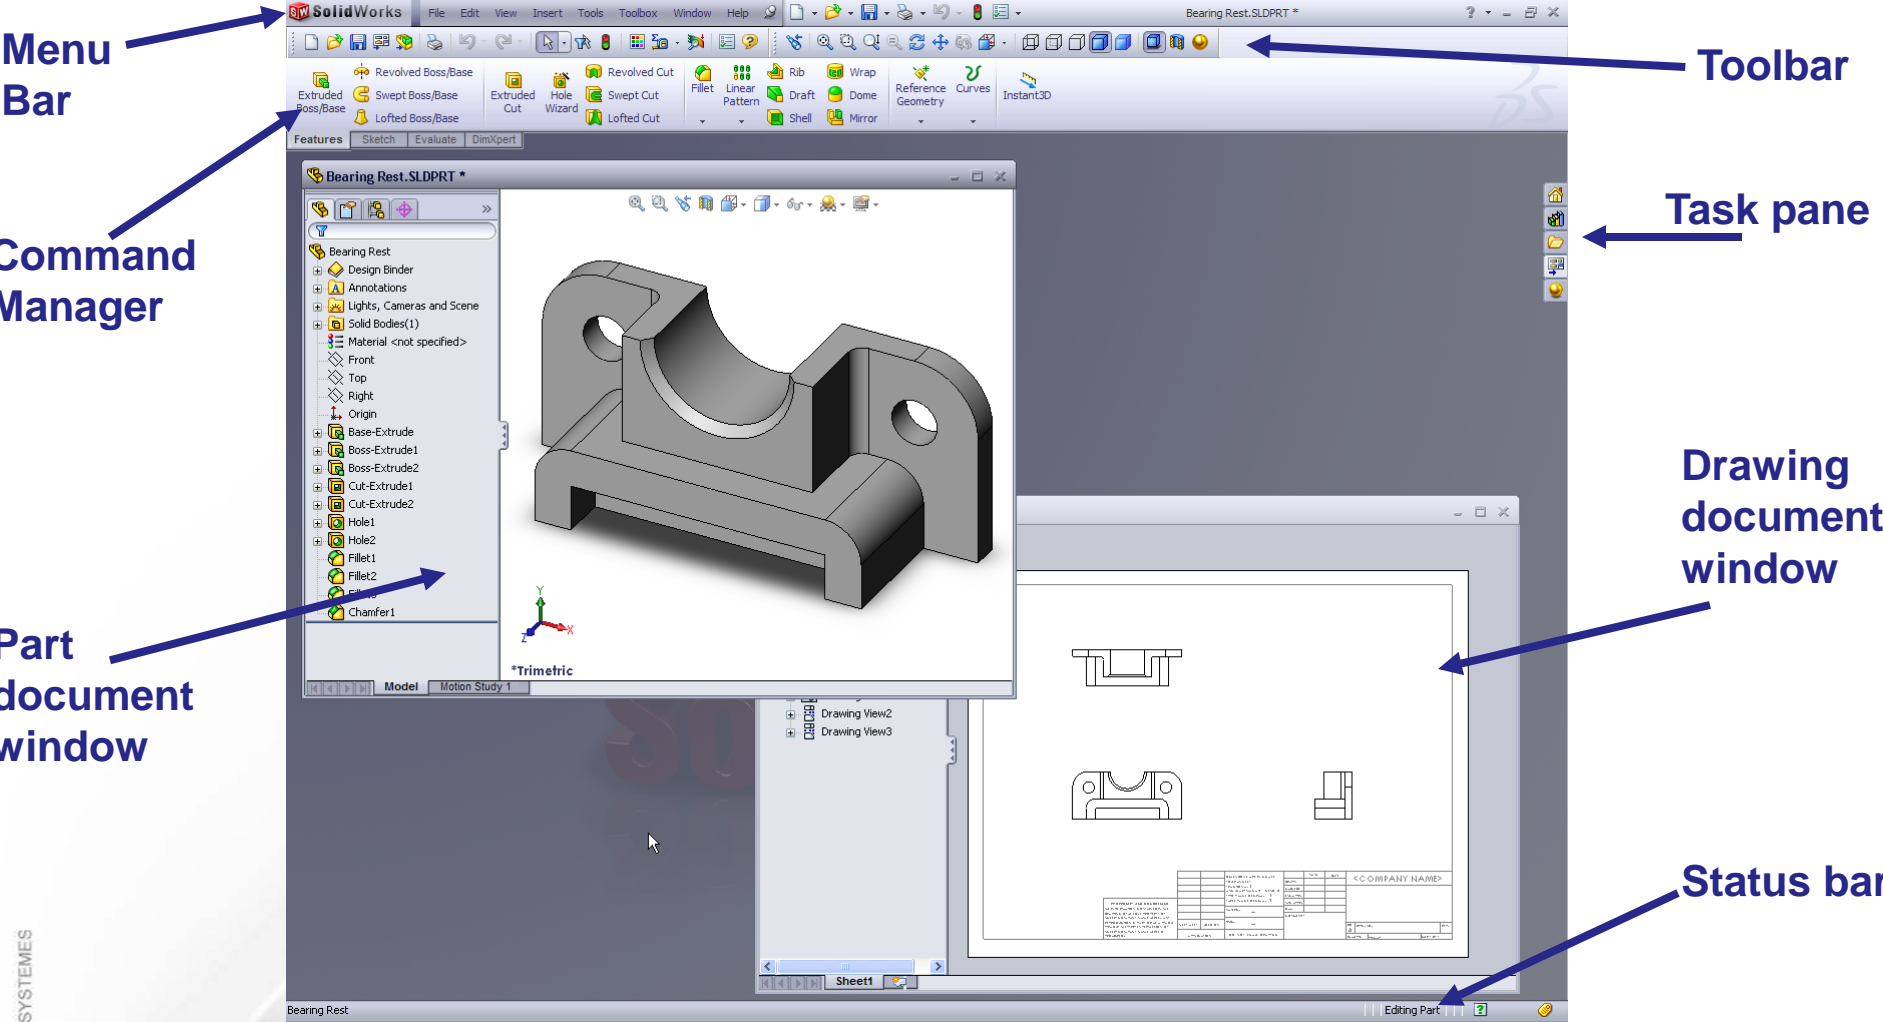 SolidWorks File Edit View Insert Tools Toolbox Window Help Bearing Rest.SLDPRT *
Menu
Bar
Toolbar
Extruded
Boss/Base
Revolved Boss/Base
Swept Boss/Base
Lofted Boss/Base
Extruded
Cut
Hole
Wizard
Revolved Cut
Swept Cut
Lofted Cut
Fillet
Linear
Pattern
Rib
Draft
Shell
Wrap
Dome
Mirror
Reference
Geometry
Curves
Instant3D
Features Sketch Evaluate DimXpert
Command
Manager
Task pane
Bearing Rest.SLDPRT *
Bearing Rest
Design Binder
Annotations
Lights, Cameras and Scene
Solid Bodies(1)
Material <not specified>
Front
Top
Right
Origin
Base-Extrude
Boss-Extrude1
Boss-Extrude2
Cut-Extrude1
Cut-Extrude2
Hole1
Hole2
Fillet1
Fillet2
Chamfer1
Y
X
Z
*Trimetric
Model Motion Study 1
Part
document
window
Drawing
document
window
Drawing View2
Drawing View3
<COMPANY NAME>
Sheet1
Status bar
Bearing Rest
Editing Part
SYSTEMES